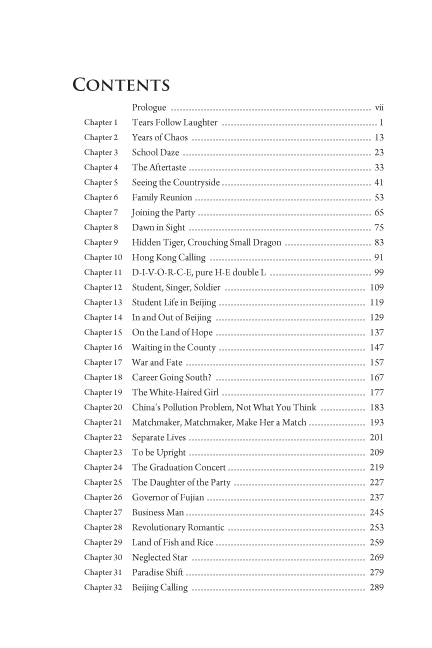 CONTENTS
Prologue vii
Chapter 1 Tears Follow Laughter 1
Chapter 2 Years of Chaos 13
Chapter 3 School Daze 23
Chapter 4 The Aftertaste 33
Chapter 5 Seeing the Countryside 41
Chapter 6 Family Reunion 53
Chapter 7 Joining the Party 65
Chapter 8 Dawn in Sight 75
Chapter 9 Hidden Tiger, Crouching Small Dragon 83
Chapter 10 Hong Kong Calling 91
Chapter 11 D-I-V-O-R-C-E, pure H-E double L 99
Chapter 12 Student, Singer, Soldier 109
Chapter 13 Student Life in Beijing 119
Chapter 14 In and Out of Beijing 129
Chapter 15 On the Land of Hope 137
Chapter 16 Waiting in the County 147
Chapter 17 War and Fate 157
Chapter 18 Career Going South? 167
Chapter 19 The White-Haired Girl 177
Chapter 20 China's Pollution Problem, Not What You Think 183
Chapter 21 Matchmaker, Matchmaker, Make Her a Match 193
Chapter 22 Separate Lives 201
Chapter 23 To be Upright 209
Chapter 24 The Graduation Concert 219
Chapter 25 The Daughter of the Party 227
Chapter 26 Governor of Fujian 237
Chapter 27 Business Man 245
Chapter 28 Revolutionary Romantic 253
Chapter 29 Land of Fish and Rice 259
Chapter 30 Neglected Star 269
Chapter 31 Paradise Shift 279
Chapter 32 Beijing Calling 289